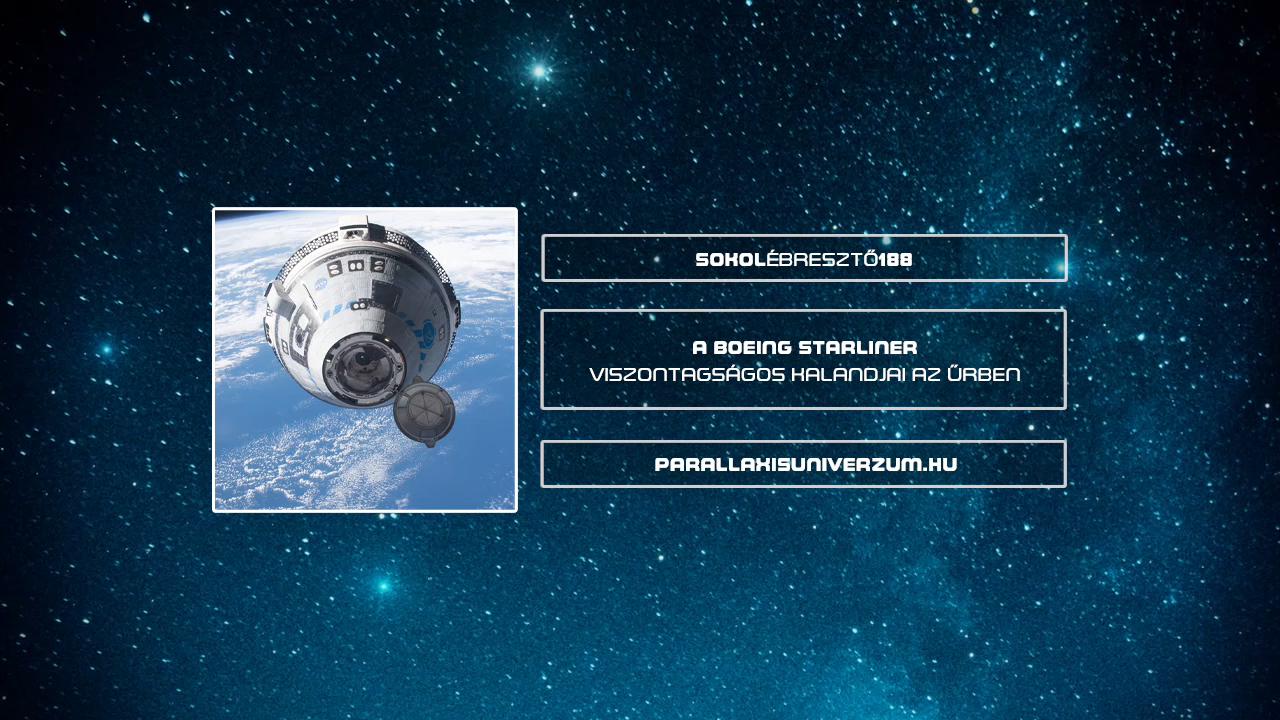 SOKOLÉBRESZTŐ188
A BOEING STARLINER
VISZONTAGSÁGOS KALANDJAI AZ ŰRBEN
PARALLAXISUNIVERZUM.HU